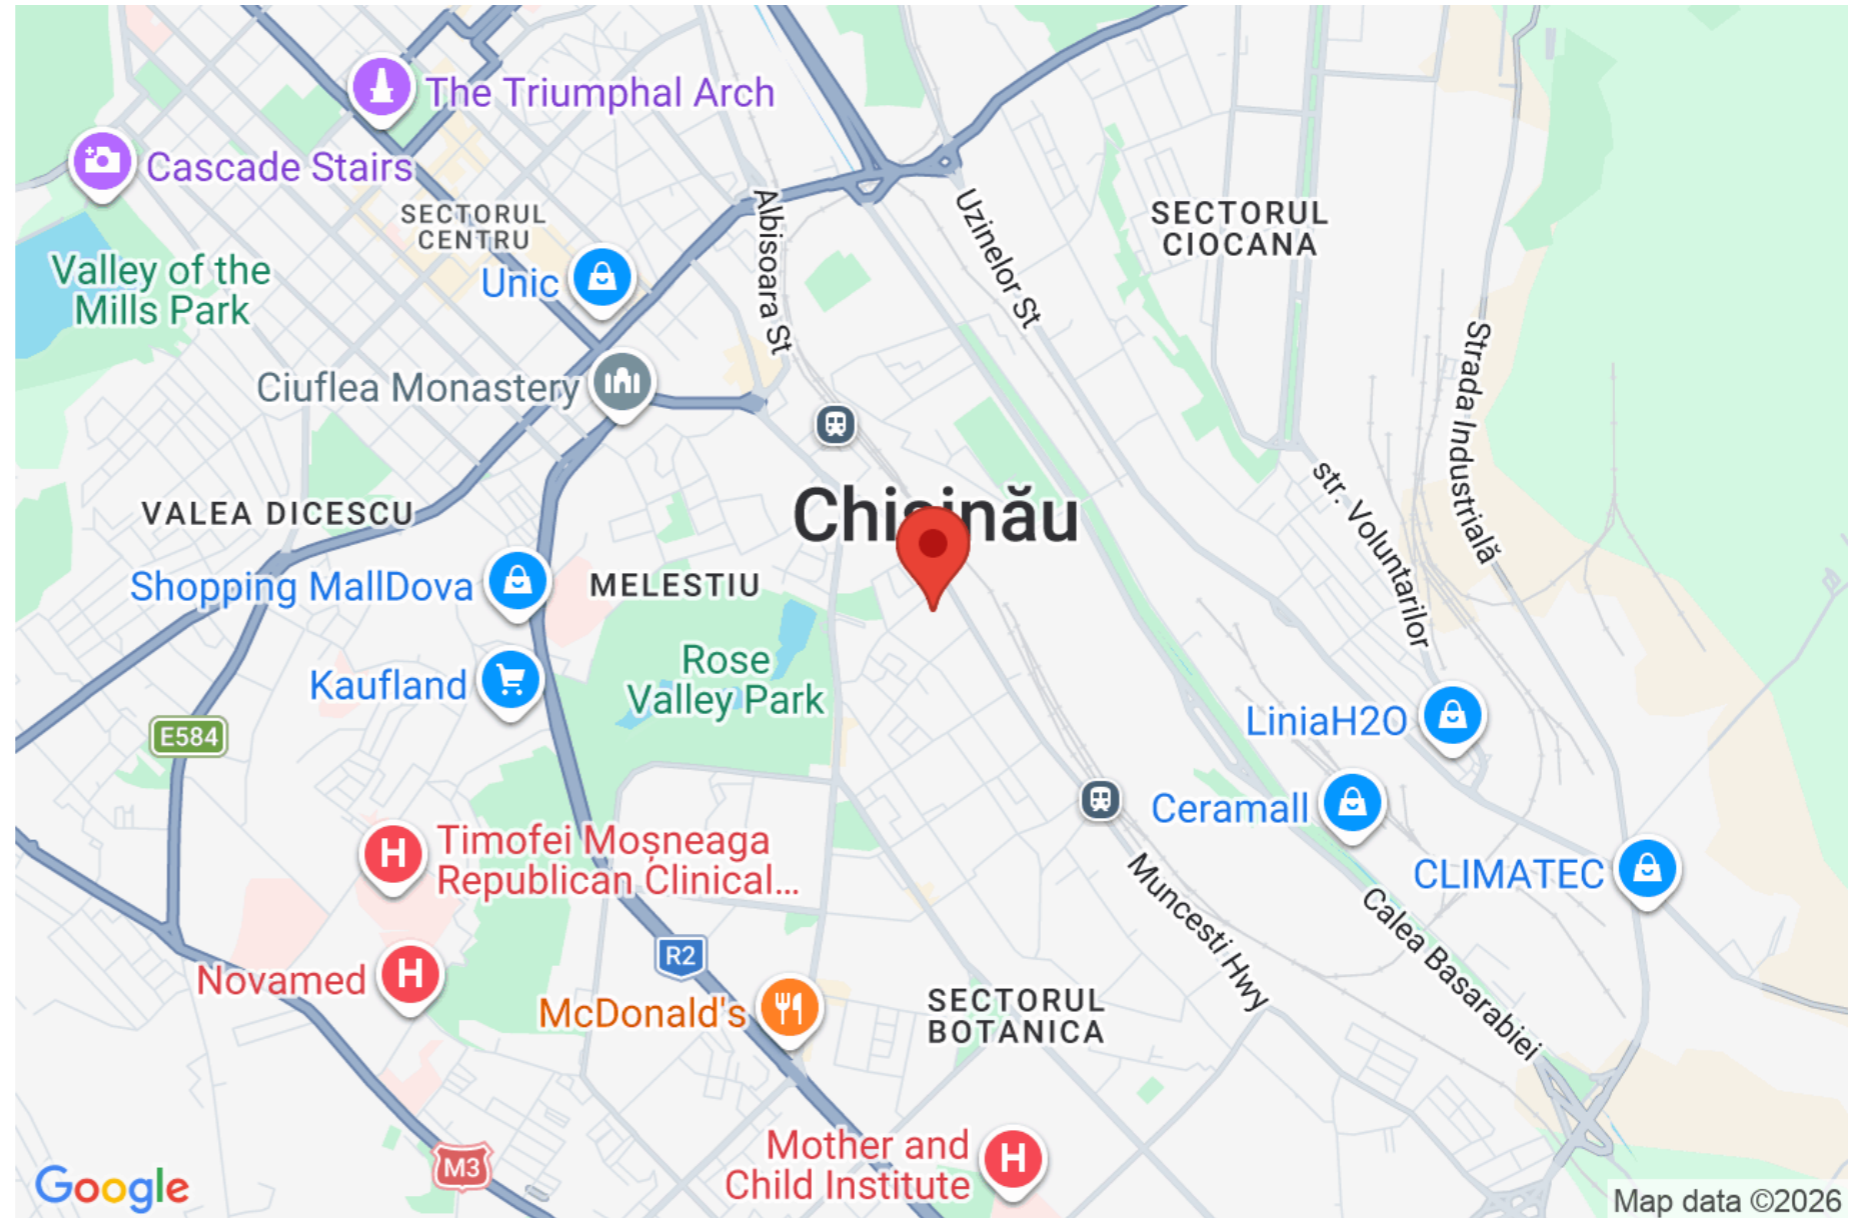 The Triumphal Arch
Cascade Stairs
SECTORUL
CENTRU
Albisoara St
Uzinelor St
SECTORUL
CIOCANA
Valley of the
Mills Park
Unic
Strada Industrială
Ciuflea Monastery
str. Voluntarilor
VALEA DICESCU
Chișinău
Shopping MallDova
MELESTIU
Rose
Valley Park
Kaufland
E584
LiniaH2O
Ceramall
Timofei Moșneaga
Republican Clinical...
H
CLIMATEC
Muncesti Hwy
Calea Basarabiei
R2
Novamed
H
McDonald's
SECTORUL
BOTANICA
Mother and
Child Institute
H
M3
Google
Map data ©2026